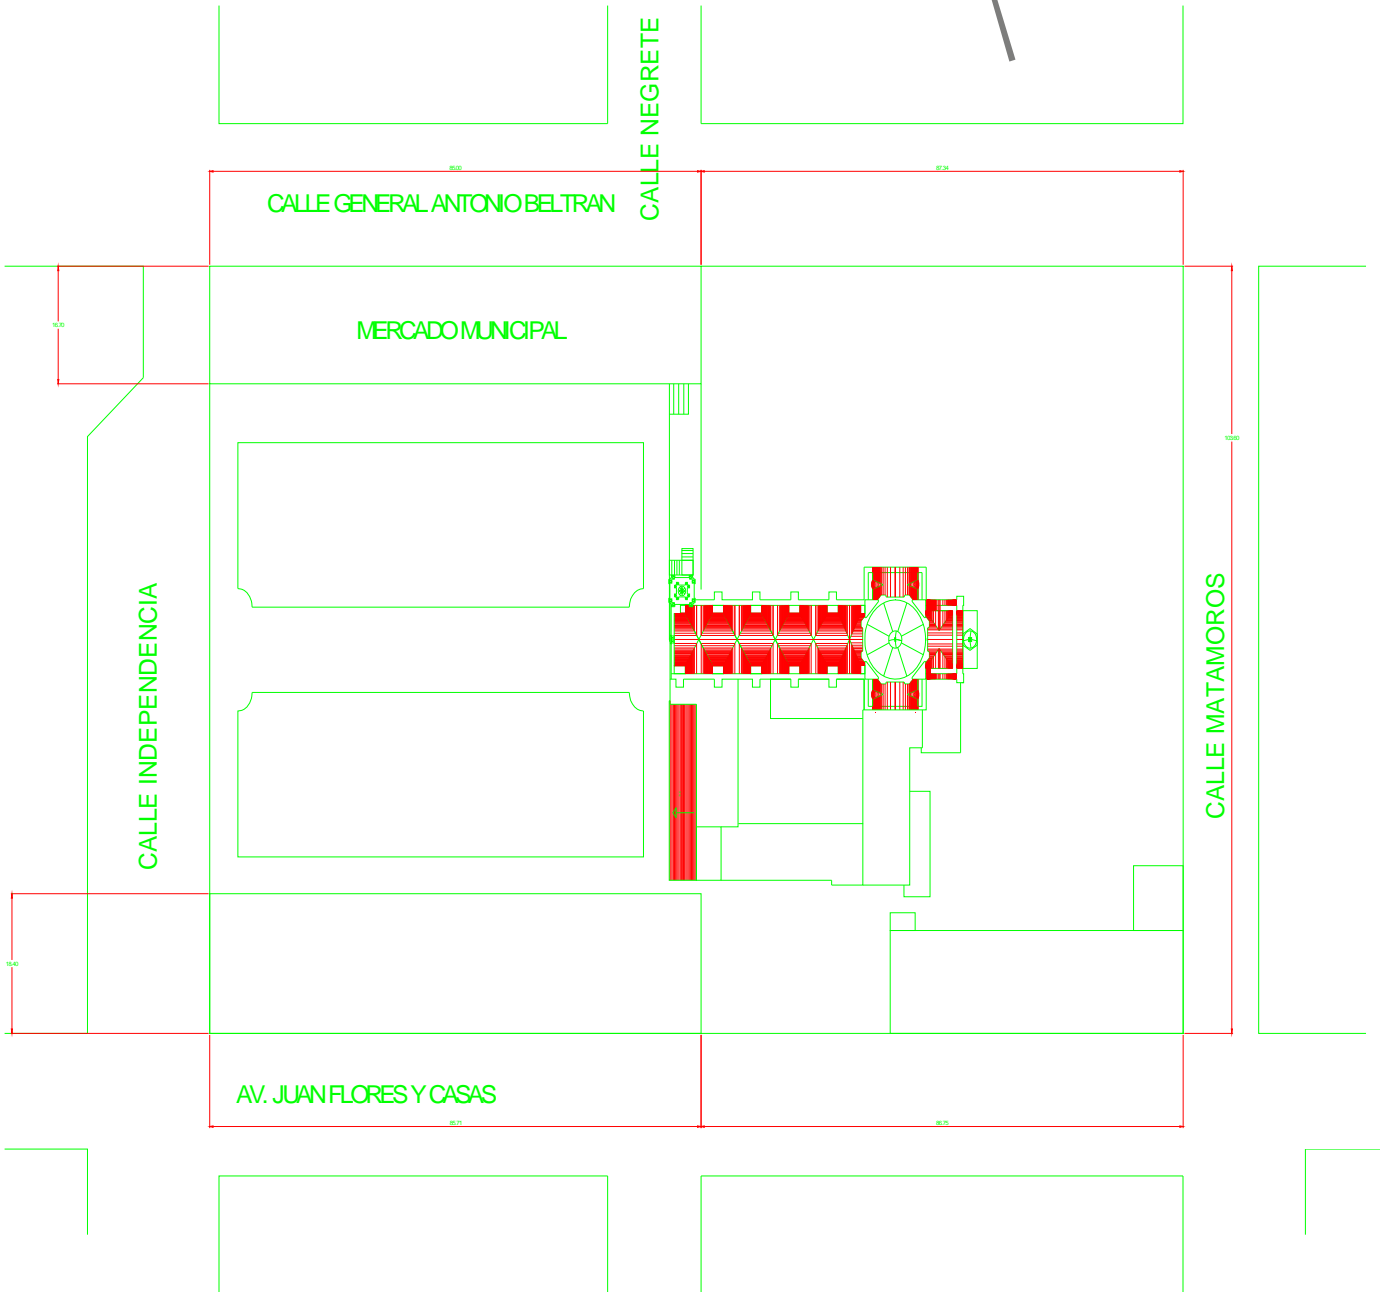 CALLE NEGRETE
CALLE GENERAL ANTONIO BELTRAN
MERCADO MUNICIPAL
CALLE INDEPENDENCIA
CALLE MATAMOROS
AV. JUAN FLORES Y CASAS